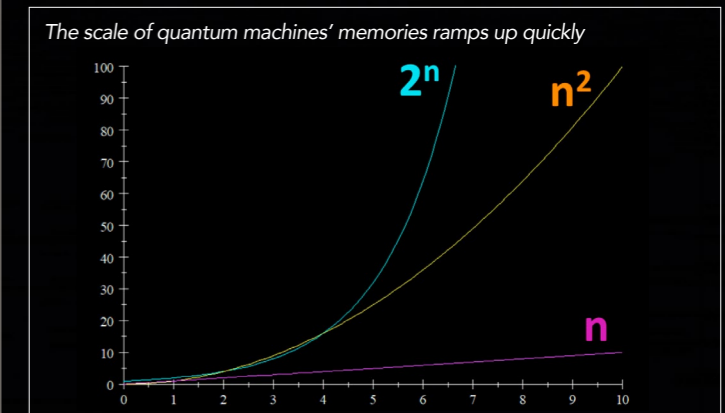 The scale of quantum machines' memories ramps up quickly
2ⁿ
n²
n
100
90
80
70
60
50
40
30
20
10
0
0 1 2 3 4 5 6 7 8 9 10